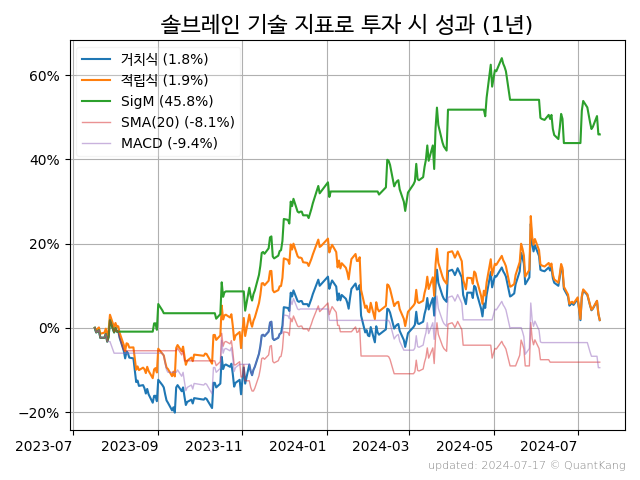 솔브레인 기술 지표로 투자 시 성과 (1년)
거치식 (1.8%)
적립식 (1.9%)
SigM (45.8%)
SMA(20) (-8.1%)
MACD (-9.4%)
60%
40%
20%
0%
−20%
2023-07 2023-09 2023-11 2024-01 2024-03 2024-05 2024-07
updated: 2024-07-17 © QuantKang